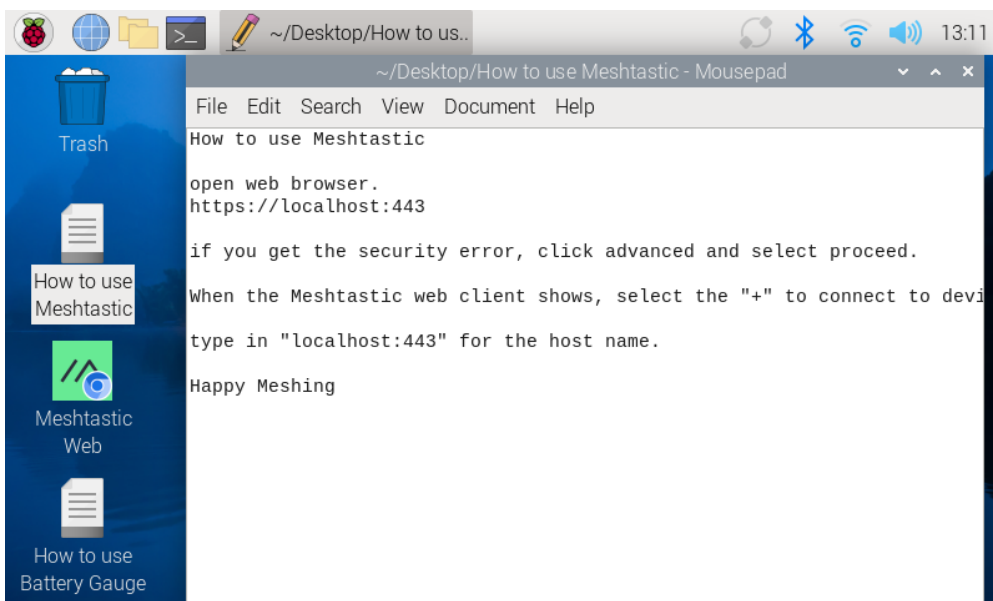 ~/Desktop/How to us..
13:11
~/Desktop/How to use Meshtastic - Mousepad
File Edit Search View Document Help
Trash
How to use
Meshtastic
Meshtastic
Web
How to use
Battery Gauge
How to use Meshtastic
open web browser.
https://localhost:443
if you get the security error, click advanced and select proceed.
When the Meshtastic web client shows, select the "+" to connect to devi
type in "localhost:443" for the host name.
Happy Meshing